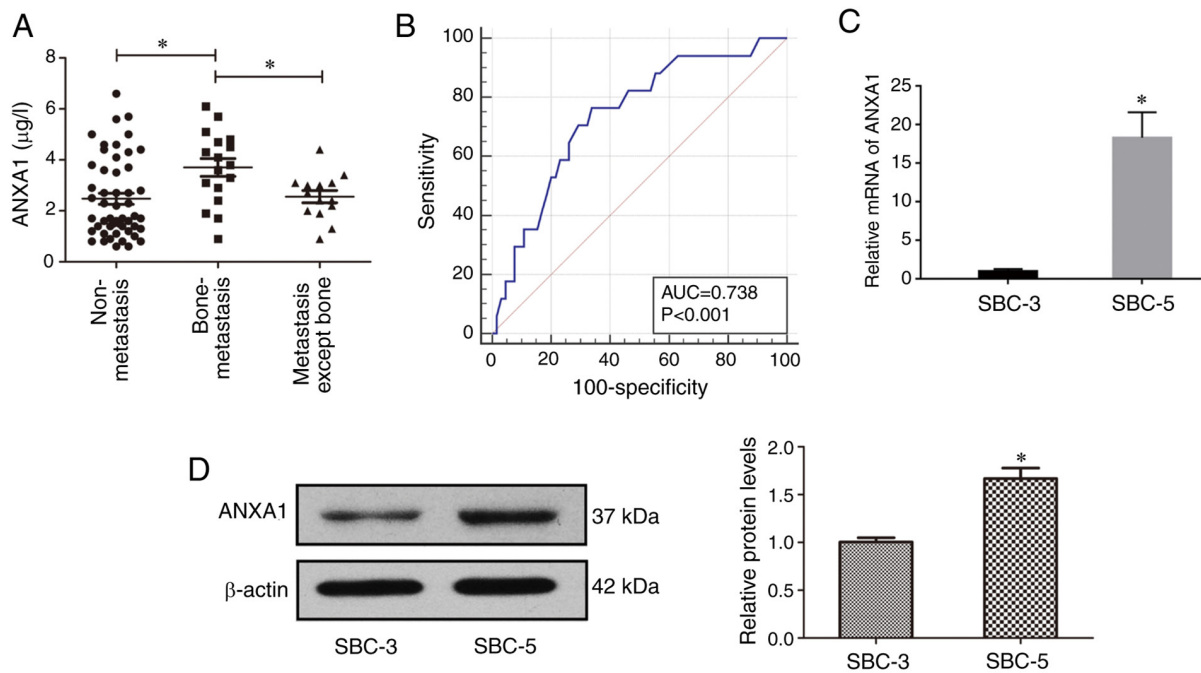 A
ANXA1 (µg/l)
8
6
4
2
0
*
*
Non-
metastasis
Bone-
metastasis
Metastasis
except bone
B
Sensitivity
100
80
60
40
20
0
AUC=0.738
P<0.001
0 20 40 60 80 100
100-specificity
C
Relative mRNA of ANXA1
25
20
15
10
5
0
*
SBC-3 SBC-5
D
ANXA1
37 kDa
β-actin
42 kDa
SBC-3 SBC-5
Relative protein levels
2.0
1.5
1.0
0.5
0.0
*
SBC-3 SBC-5